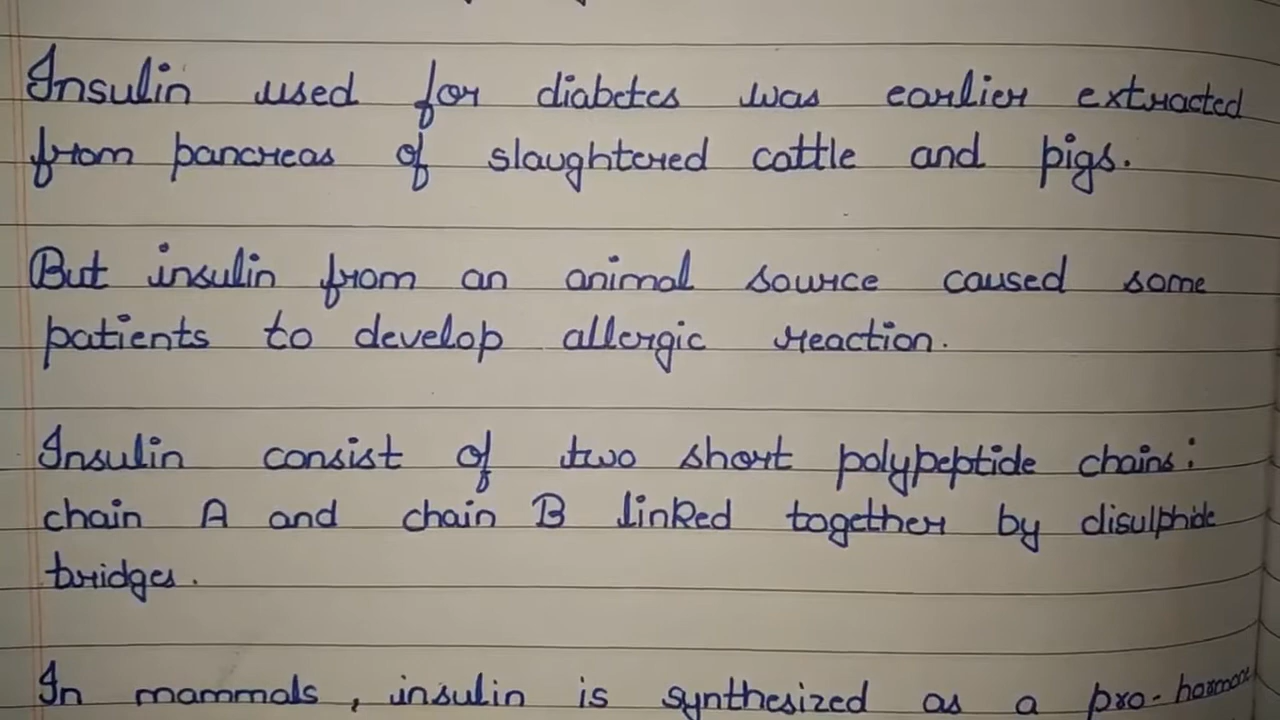 Insulin used for diabetes was earlier extracted
from pancreas of slaughtered cattle and pigs.
But insulin from an animal source caused some
patients to develop allergic reaction.
Insulin consist of two short polypeptide chains:
chain A and chain B linked together by disulphide
bridges.
In mammals, insulin is synthesized as a pro-hormone